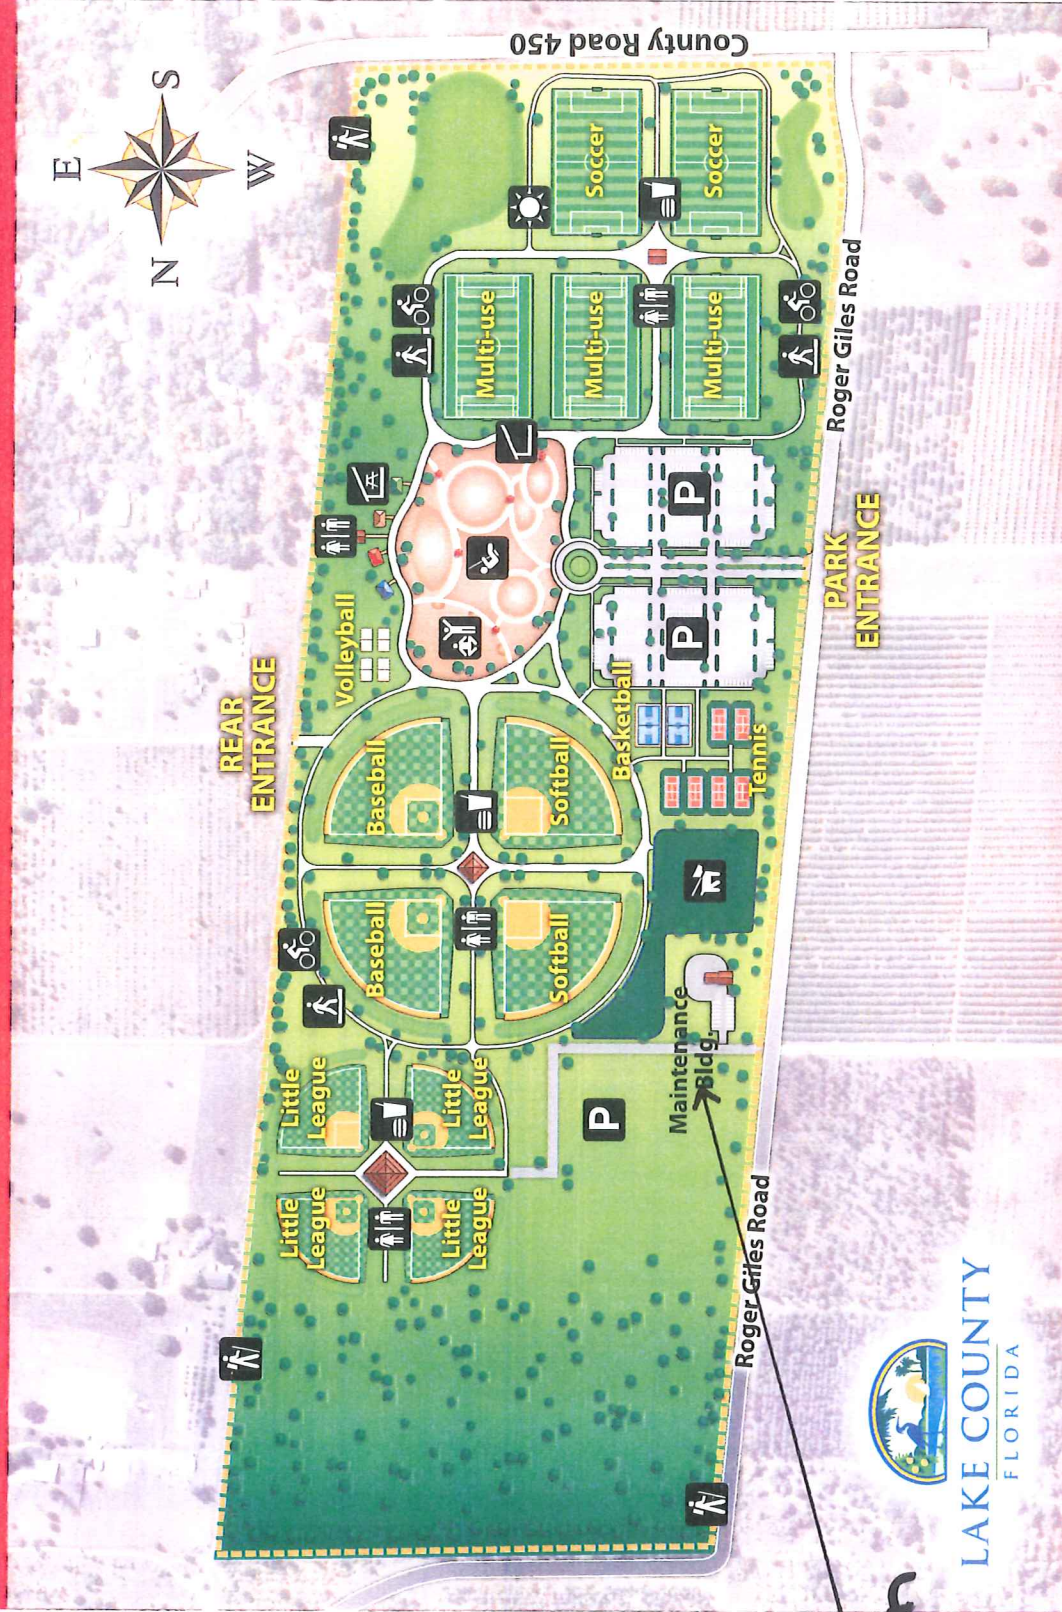 County Road 450
S
E
W
N
Soccer
Soccer
Multi-use
Multi-use
Multi-use
Roger Giles Road
P
P
PARK
ENTRANCE
Volleyball
REAR
ENTRANCE
Basketball
Tennis
Baseball
Softball
Baseball
Softball
Maintenance
Bldg.
Little
League
Little
League
P
Little
League
Little
League
Roger Giles Road
LAKE COUNTY
FLORIDA